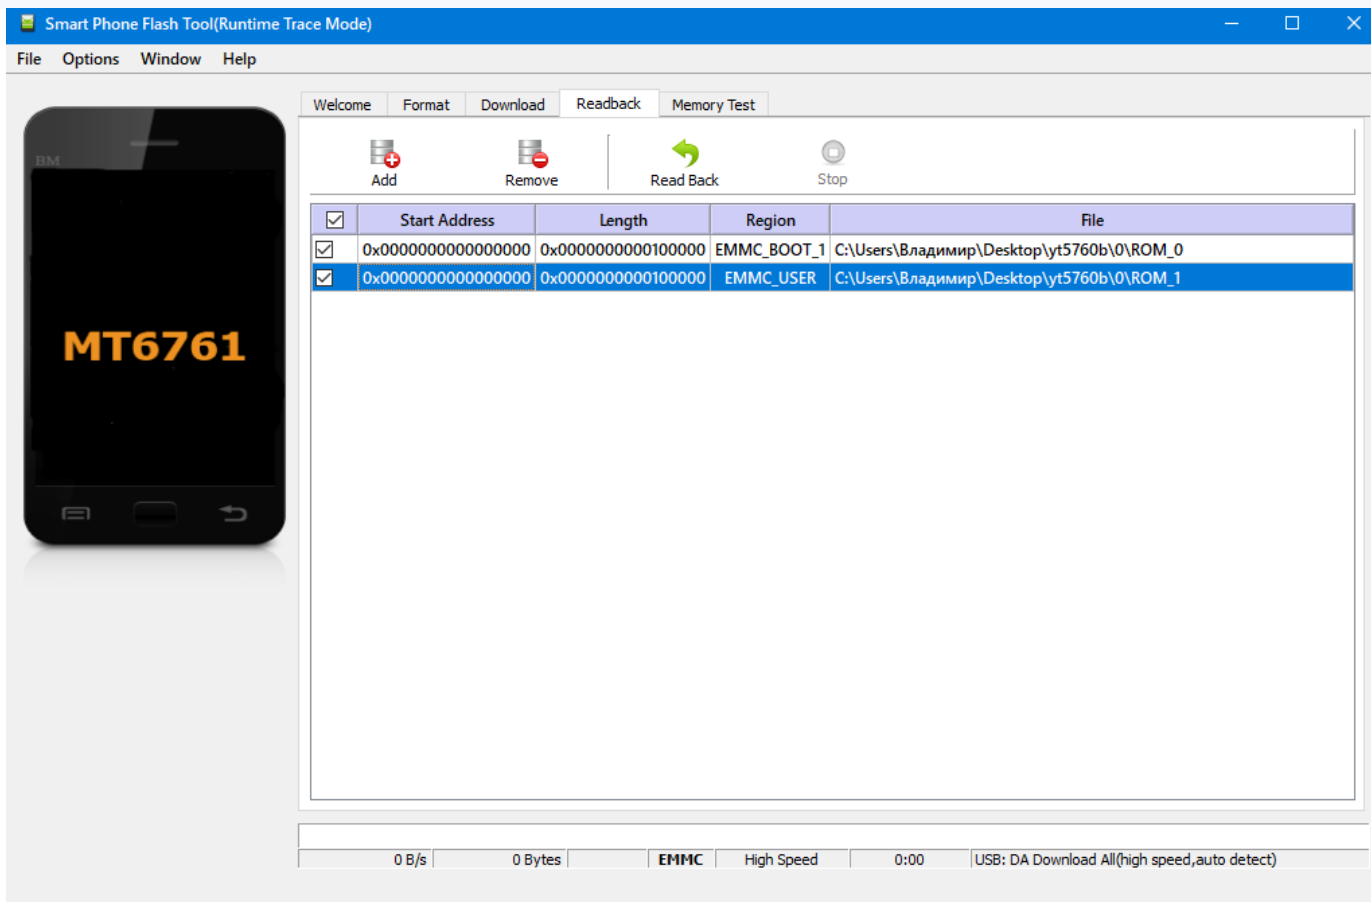 Smart Phone Flash Tool(Runtime Trace Mode)
File Options Window Help
Welcome Format Download Readback Memory Test
BM
Add Remove Read Back Stop
Start Address Length Region File
0x0000000000000000 0x0000000000100000 EMMC_BOOT_1 C:\Users\Владимир\Desktop\yt5760b\0\ROM_0
0x0000000000000000 0x0000000000100000 EMMC_USER C:\Users\Владимир\Desktop\yt5760b\0\ROM_1
MT6761
0 B/s 0 Bytes EMMC High Speed 0:00 USB: DA Download All(high speed,auto detect)